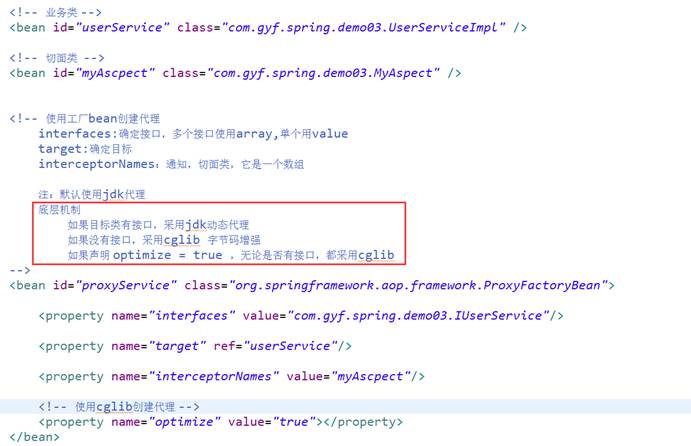 <!-- 业务类 -->
<bean id="userService" class="com.gyf.spring.demo03.UserServiceImpl" />
<!-- 切面类 -->
<bean id="myAscpect" class="com.gyf.spring.demo03.MyAspect" />
<!-- 使用工厂bean创建代理
interfaces:确定接口，多个接口使用array,单个用value
target:确定目标
interceptorNames：通知，切面类，它是一个数组
注：默认使用jdk代理
底层机制
如果目标类有接口，采用jdk动态代理
如果没有接口，采用cglib 字节码增强
如果声明 optimize = true ，无论是否有接口，都采用cglib
-->
<bean id="proxyService" class="org.springframework.aop.framework.ProxyFactoryBean">
<property name="interfaces" value="com.gyf.spring.demo03.IUserService"/>
<property name="target" ref="userService"/>
<property name="interceptorNames" value="myAscpect"/>
<!-- 使用cglib创建代理 -->
<property name="optimize" value="true"></property>
</bean>